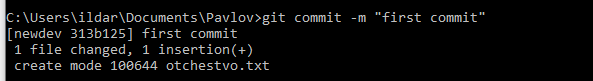 C:\Users\ildar\Documents\Pavlov>git commit -m "first commit"
[newdev 313b125] first commit
 1 file changed, 1 insertion(+)
 create mode 100644 otchestvo.txt